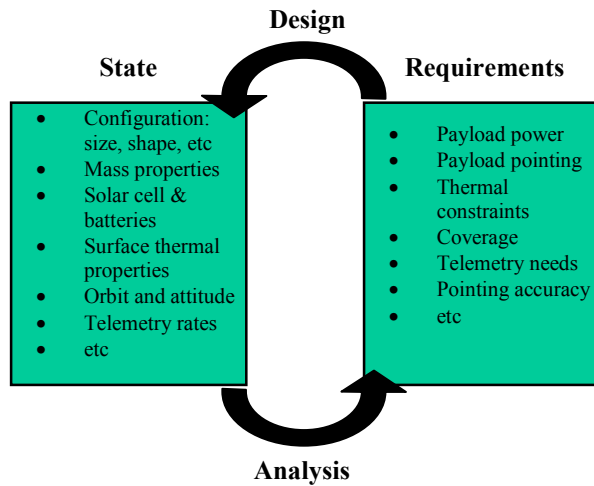 Design
State
Requirements
• Configuration:
size, shape, etc
• Mass properties
• Solar cell &
batteries
• Surface thermal
properties
• Orbit and attitude
• Telemetry rates
• etc
• Payload power
• Payload pointing
• Thermal
constraints
• Coverage
• Telemetry needs
• Pointing accuracy
• etc
Analysis